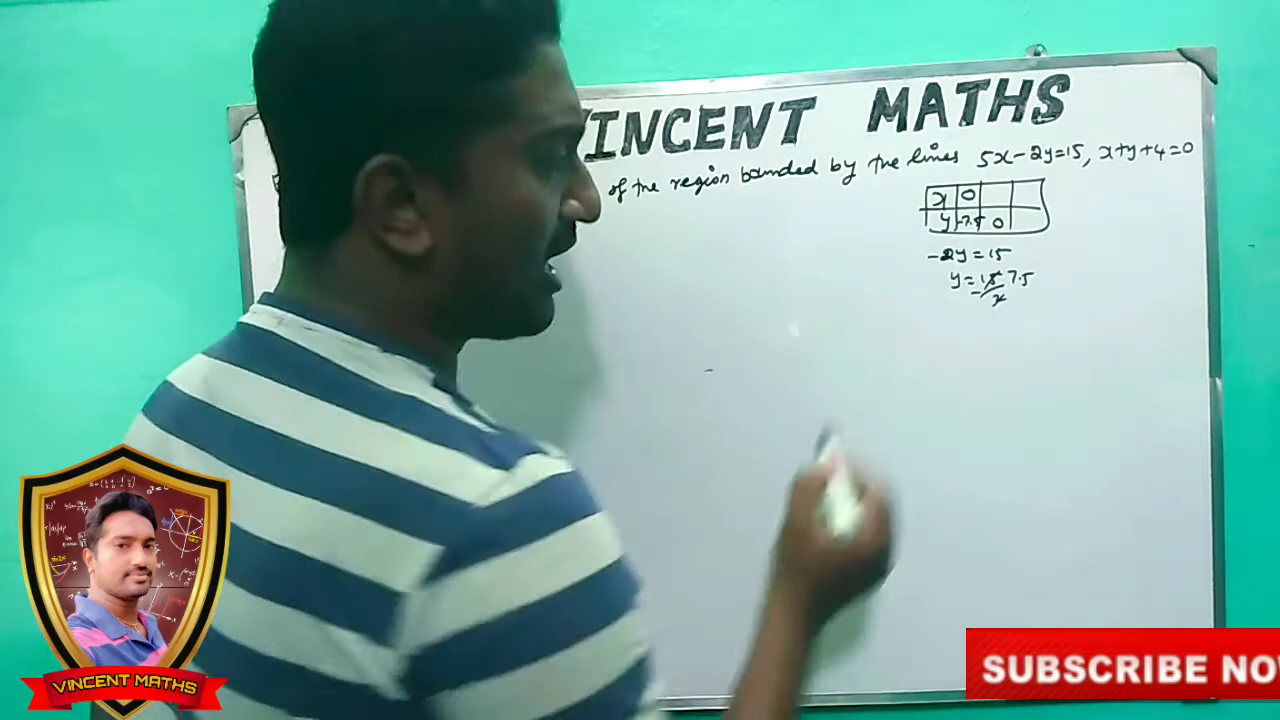 VINCENT MATHS
of the region bounded by the lines 5x-2y=15, x+y+4=0
x 0
y -7.5 0
-2y=15
y=15 7.5
-2
VINCENT MATHS
SUBSCRIBE NOW